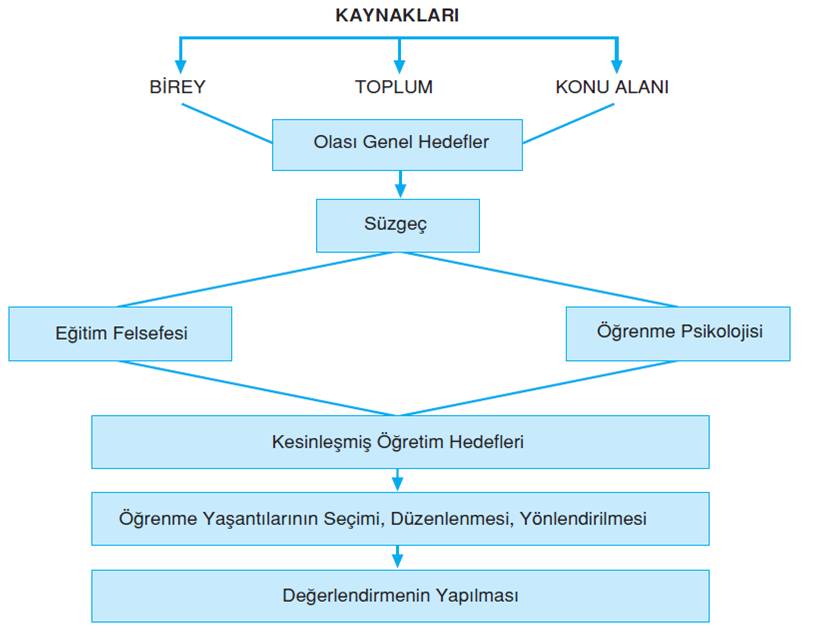 KAYNAKLARI
BİREY
TOPLUM
KONU ALANI
Olası Genel Hedefler
Süzgeç
Eğitim Felsefesi
Öğrenme Psikolojisi
Kesinleşmiş Öğretim Hedefleri
Öğrenme Yaşantılarının Seçimi, Düzenlenmesi, Yönlendirilmesi
Değerlendirmenin Yapılması